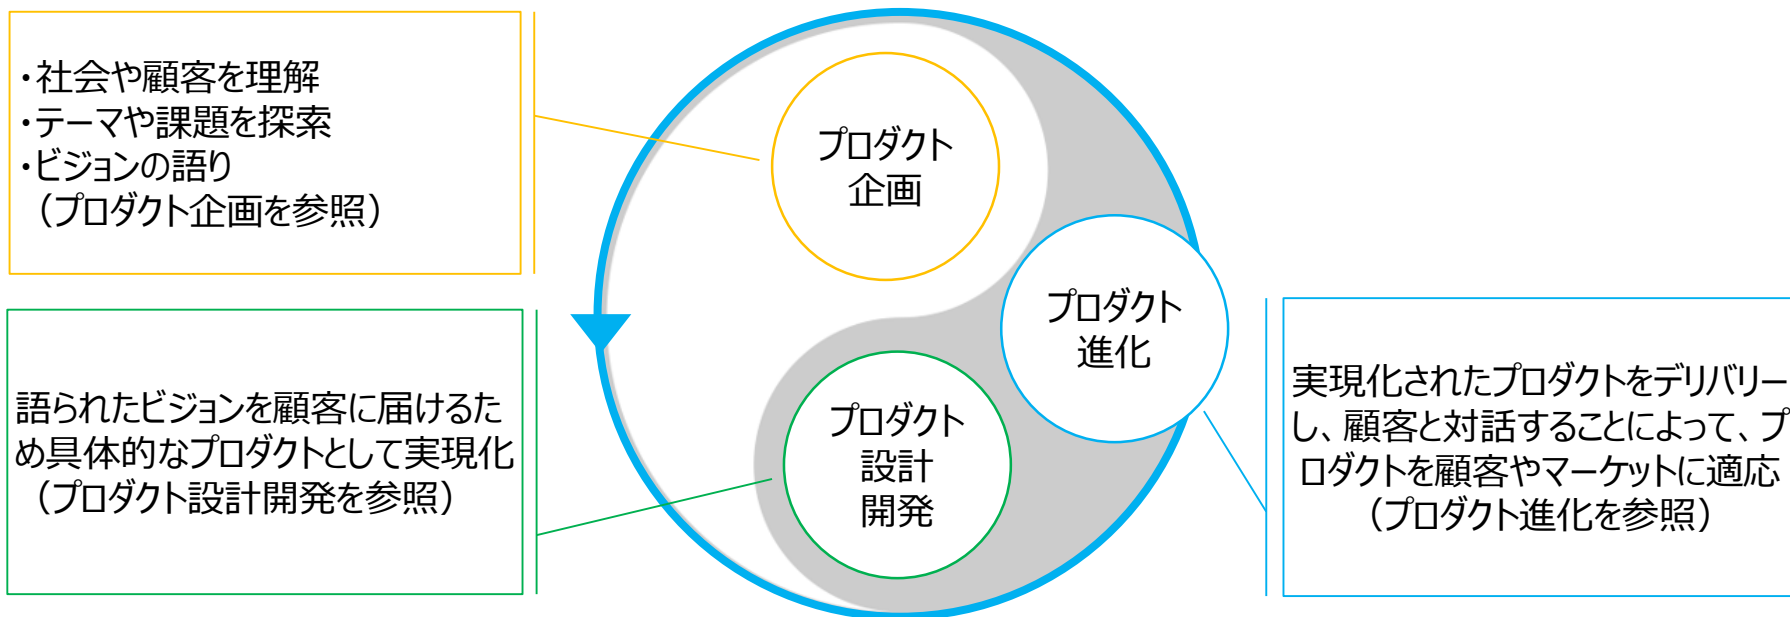 ・社会や顧客を理解
・テーマや課題を探索
・ビジョンの語り
（プロダクト企画を参照）
語られたビジョンを顧客に届けるた
め具体的なプロダクトとして実現化
（プロダクト設計開発を参照）
プロダクト
企画
プロダクト
進化
プロダクト
設計
開発
実現化されたプロダクトをデリバリー
し、顧客と対話することによって、プ
ロダクトを顧客やマーケットに適応
（プロダクト進化を参照）